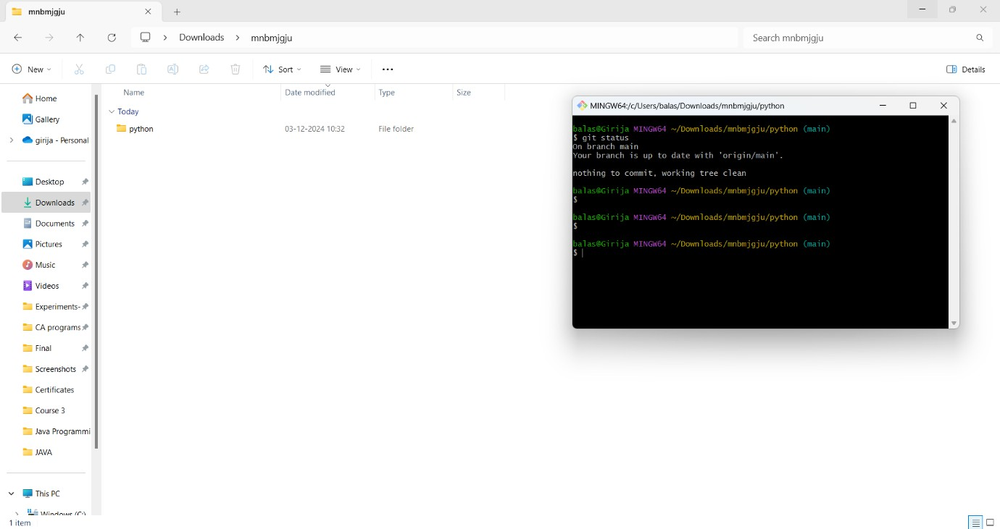 mnbmjgju
Downloads > mnbmjgju
Search mnbmjgju
New
Sort
View
Details
Name
Date modified
Type
Size
Home
Gallery
girija - Personal
Desktop
Downloads
Documents
Pictures
Music
Videos
Experiments-
CA programs
Final
Screenshots
Certificates
Course 3
Java Programmi
JAVA
This PC
Windows (C:)
1 item
Today
python 03-12-2024 10:32 File folder
MINGW64:/c/Users/balas/Downloads/mnbmjgju/python
balas@Girija MINGW64 ~/Downloads/mnbmjgju/python (main)
$ git status
On branch main
Your branch is up to date with 'origin/main'.
nothing to commit, working tree clean
balas@Girija MINGW64 ~/Downloads/mnbmjgju/python (main)
$
balas@Girija MINGW64 ~/Downloads/mnbmjgju/python (main)
$
balas@Girija MINGW64 ~/Downloads/mnbmjgju/python (main)
$